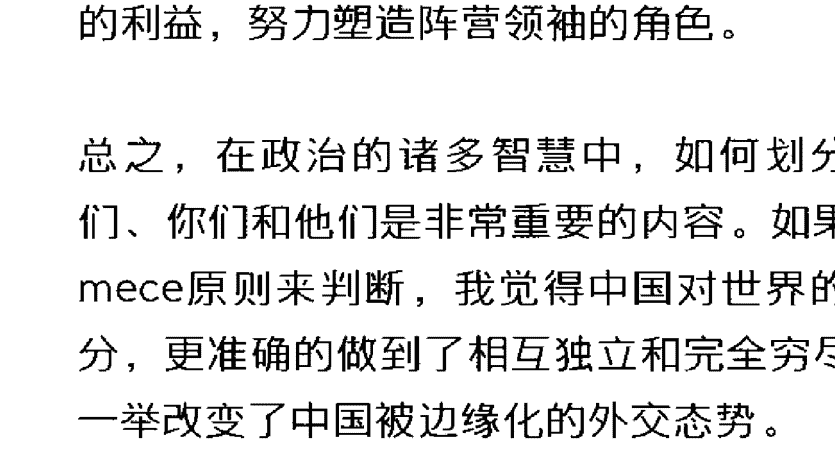 的利益，努力塑造阵营领袖的角色。
总之，在政治的诸多智慧中，如何划分
们、你们和他们是非常重要的内容。如果
mece原则来判断，我觉得中国对世界的
分，更准确的做到了相互独立和完全穷尽
一举改变了中国被边缘化的外交态势。